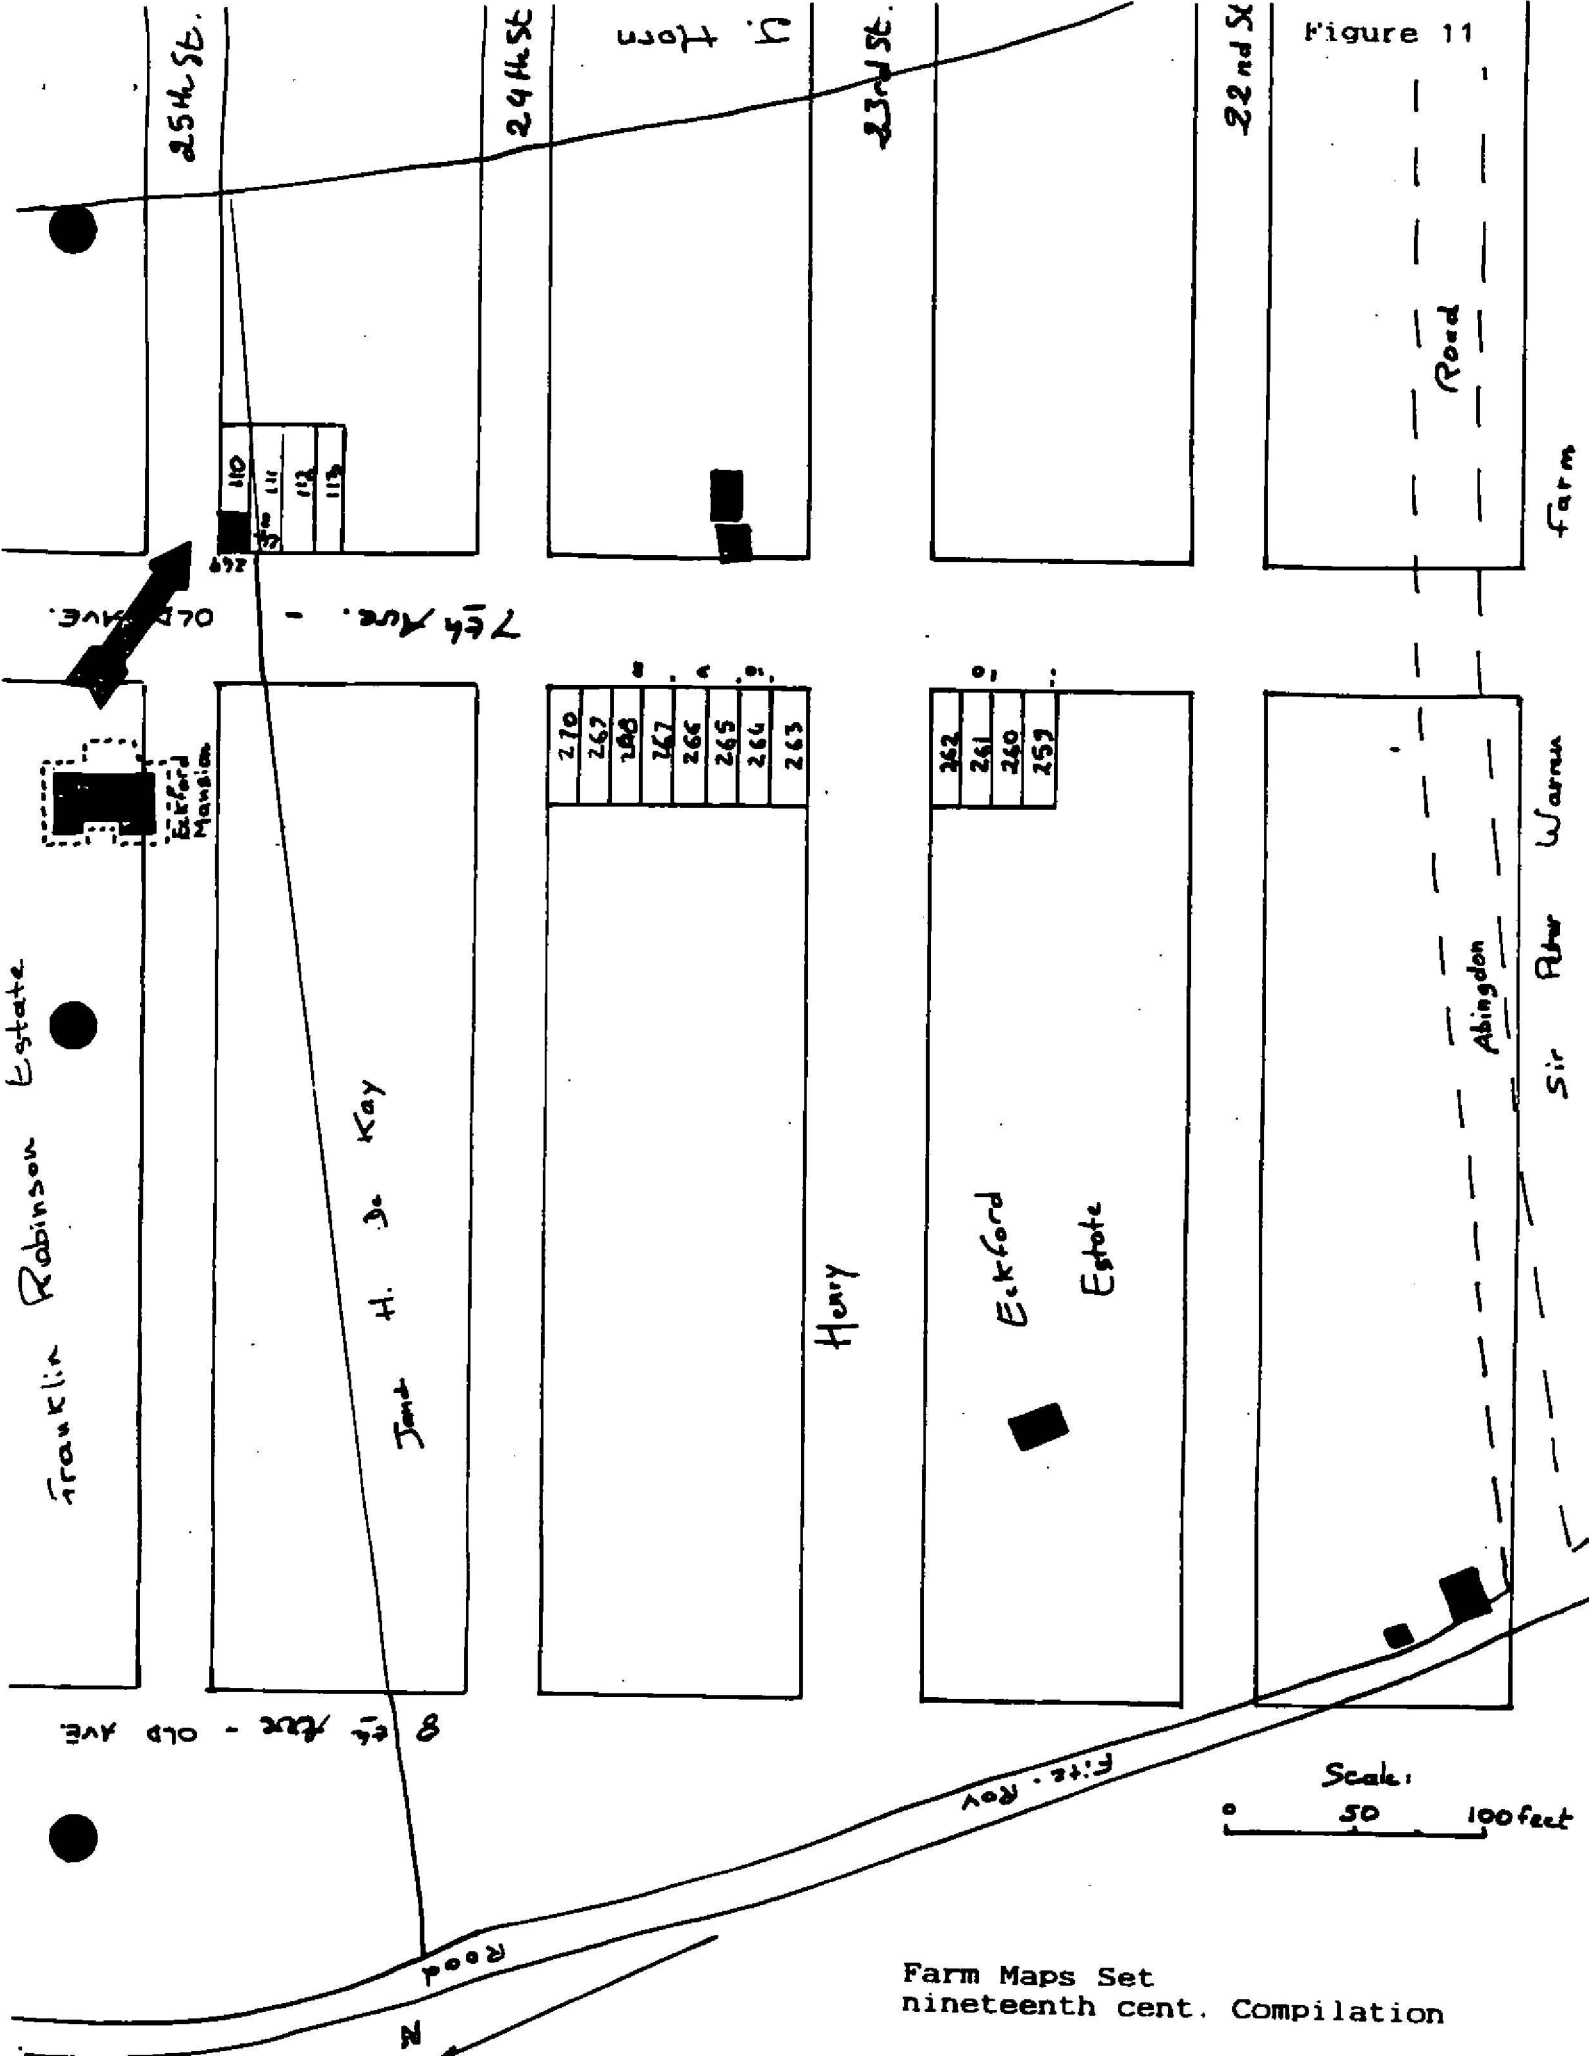 Figure 11
25th St.
24th St
Y. Horn
23rd St.
22nd St
Road
Farm
110
111
112
113
269
7th Ave. - OLD AVE.
Eckford
Mansion
270
267
268
267
266
265
264
263
262
261
260
259
Sir Peter Warren
Abingdon
Franklin Robinson Estate
H. De Kay
Henry
Eckford
Estate
8th Ave - OLD AVE
Fitz. Roy
Road
Scale:
0 50 100 feet
N
Farm Maps Set
nineteenth cent. Compilation